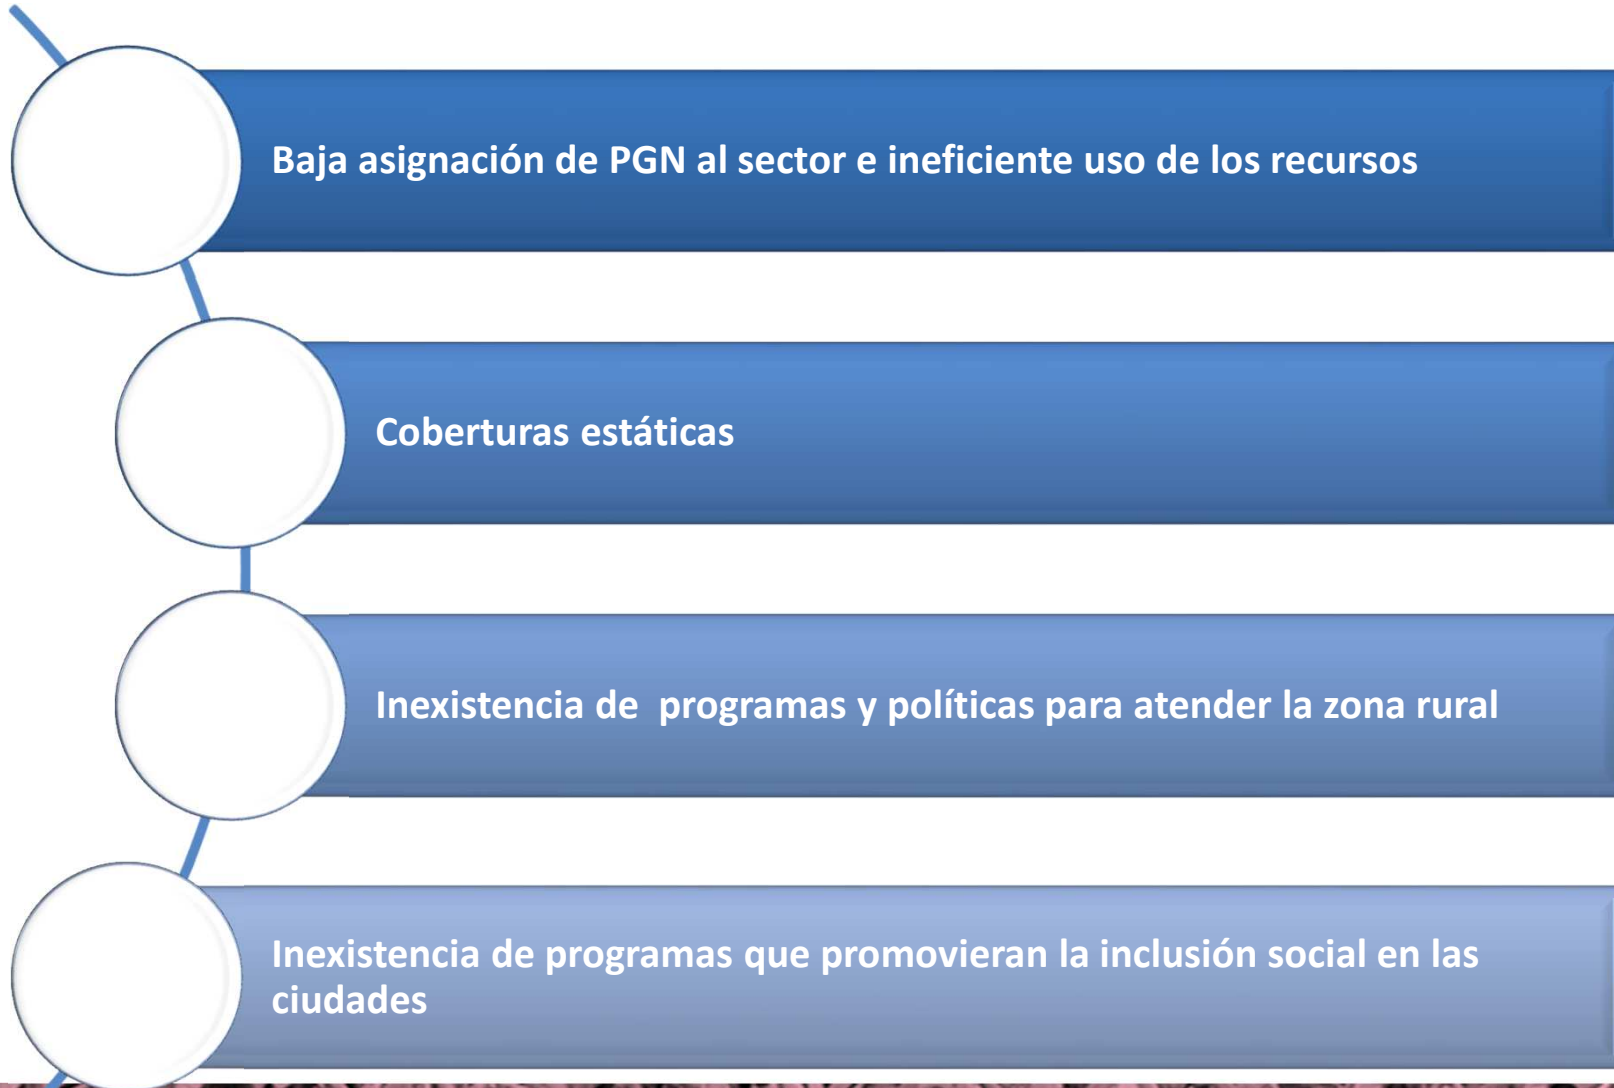 Baja asignación de PGN al sector e ineficiente uso de los recursos
Coberturas estáticas
Inexistencia de  programas y políticas para atender la zona rural
Inexistencia de programas que promovieran la inclusión social en las
ciudades